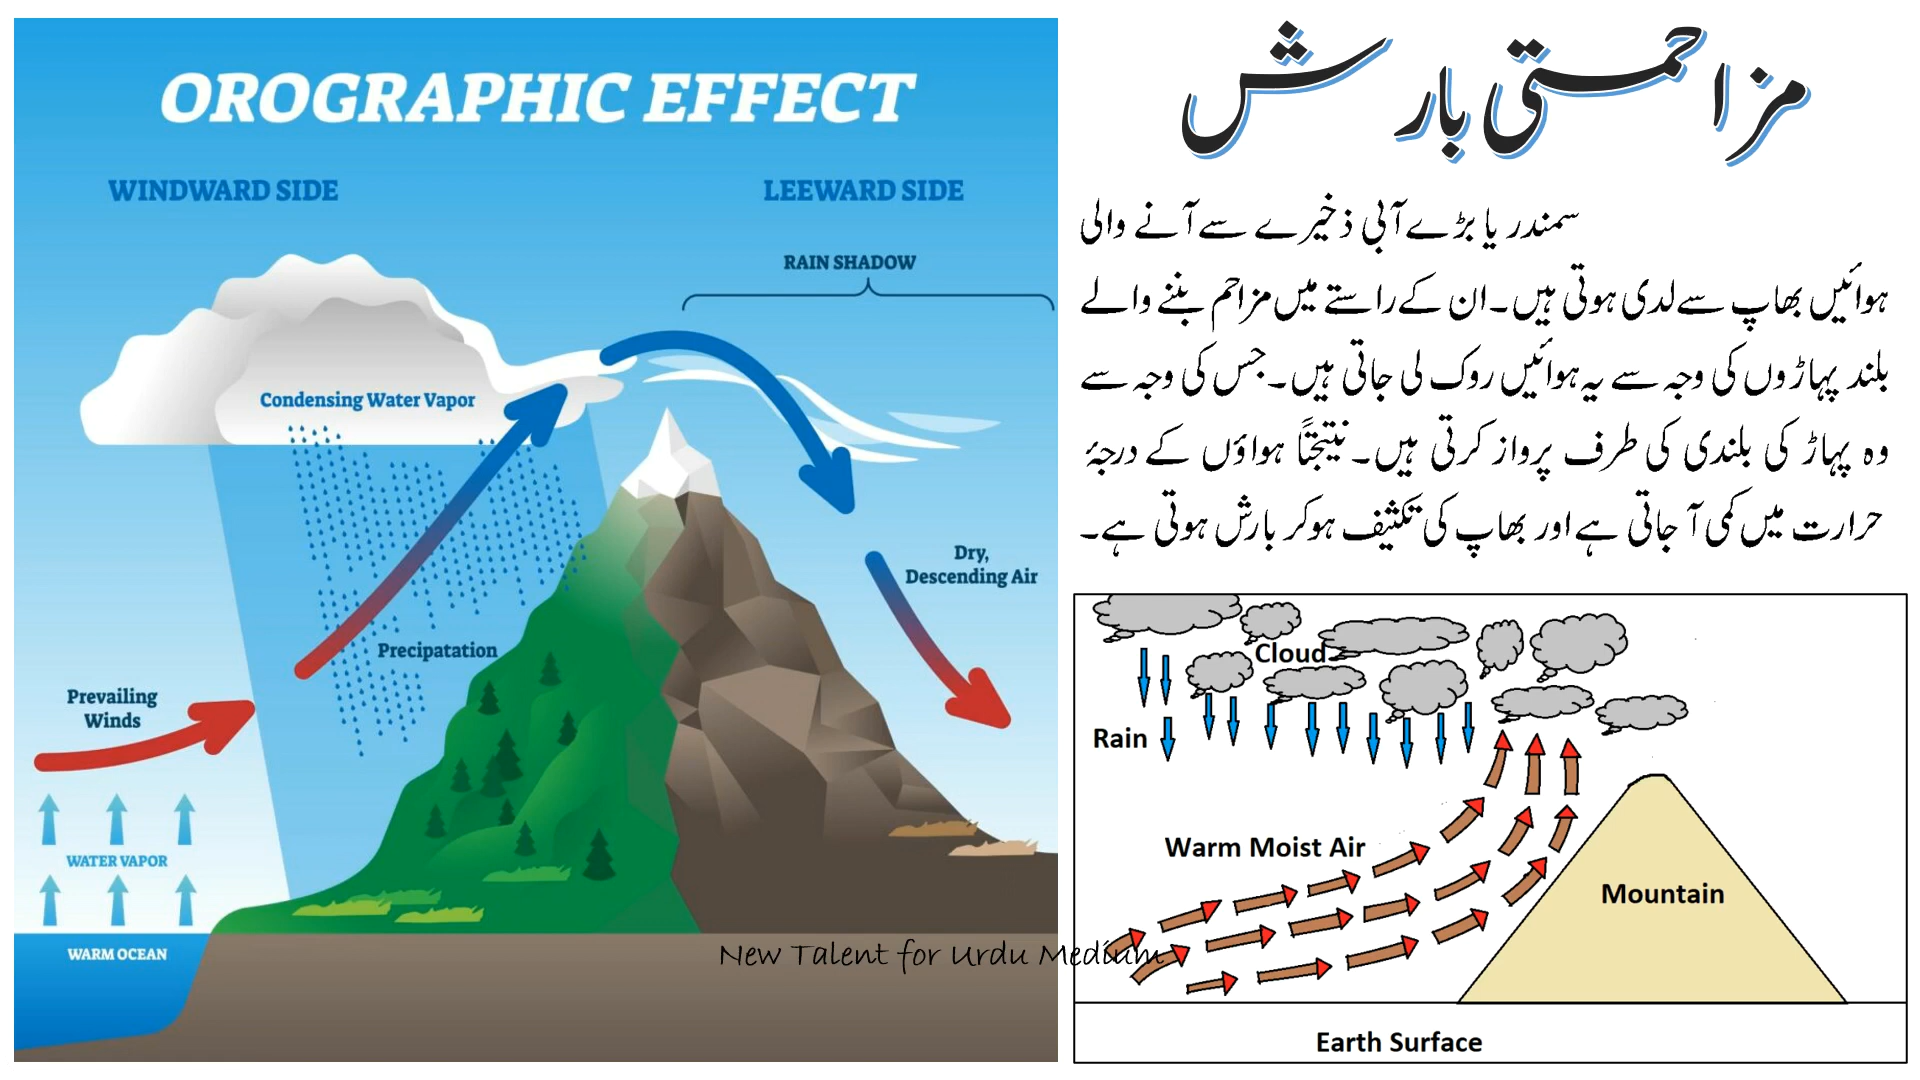 OROGRAPHIC EFFECT
WINDWARD SIDE
LEEWARD SIDE
RAIN SHADOW
Condensing Water Vapor
Dry,
Descending Air
Precipatation
Prevailing
Winds
WATER VAPOR
WARM OCEAN
New Talent for Urdu Medium
مزاحمتی بارش
سمندر یا بڑے آبی ذخیرے سے آنے والی
ہوائیں بھاپ سے لدی ہوتی ہیں۔ان کے راستے میں مزاحم بننے والے
بلند پہاڑوں کی وجہ سے یہ ہوائیں روک لی جاتی ہیں۔جس کی وجہ سے
وہ پہاڑ کی بلندی کی طرف پرواز کرتی ہیں۔نتیجتًا ہواؤں کے درجۂ
حرارت میں کمی آ جاتی ہے اور بھاپ کی تکثیف ہوکر بارش ہوتی ہے۔
Cloud
Rain
Warm Moist Air
Mountain
Earth Surface